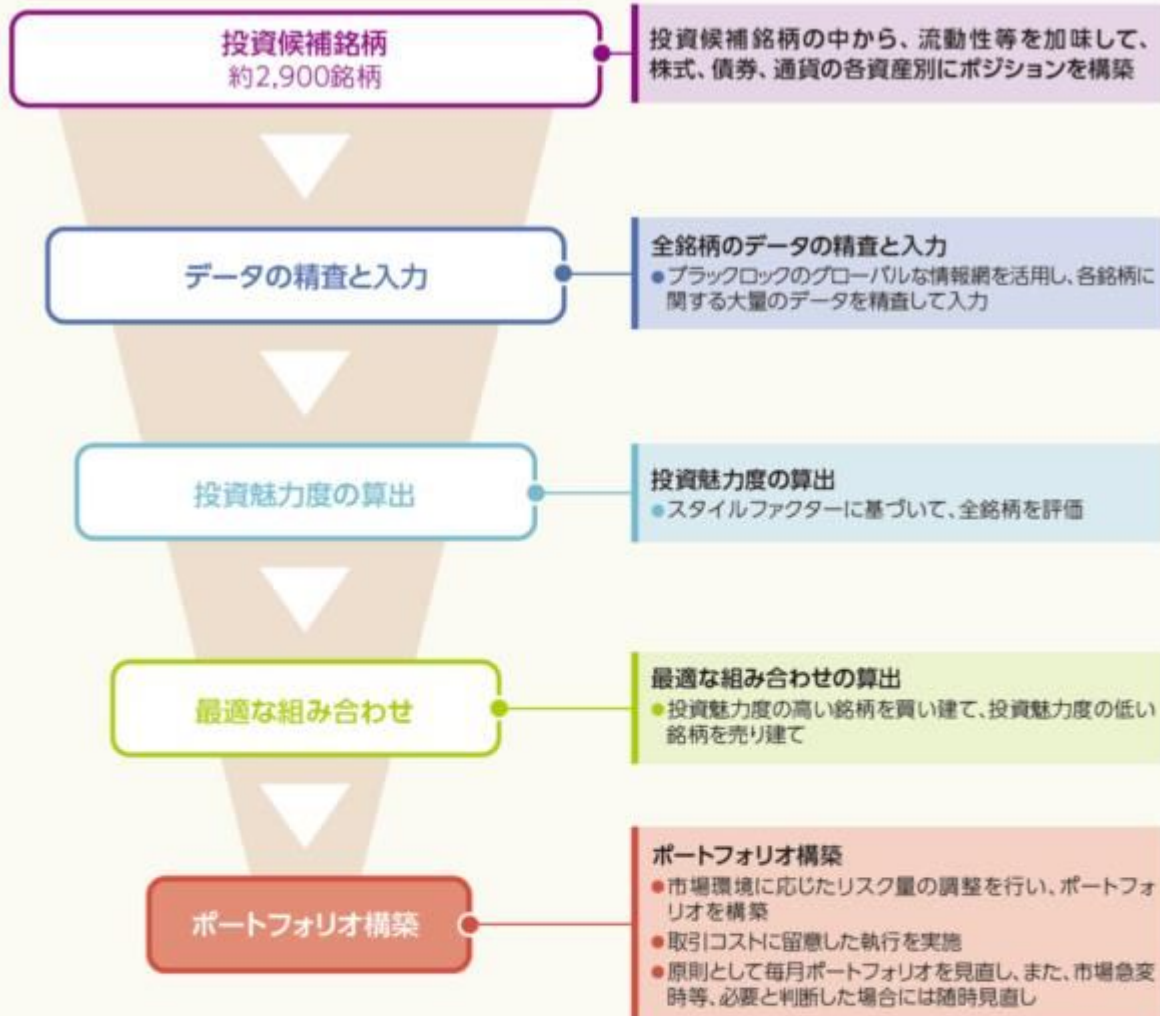 投資候補銘柄
約2,900銘柄
投資候補銘柄の中から、流動性等を加味して、
株式、債券、通貨の各資産別にポジションを構築
データの精査と入力
全銘柄のデータの精査と入力
●ブラックロックのグローバルな情報網を活用し、各銘柄に
関する大量のデータを精査して入力
投資魅力度の算出
投資魅力度の算出
●スタイルファクターに基づいて、全銘柄を評価
最適な組み合わせ
最適な組み合わせの算出
●投資魅力度の高い銘柄を買い建て、投資魅力度の低い
銘柄を売り建て
ポートフォリオ構築
ポートフォリオ構築
●市場環境に応じたリスク量の調整を行い、ポートフォ
リオを構築
●取引コストに留意した執行を実施
●原則として毎月ポートフォリオを見直し、また、市場急変
時等、必要と判断した場合には随時見直し